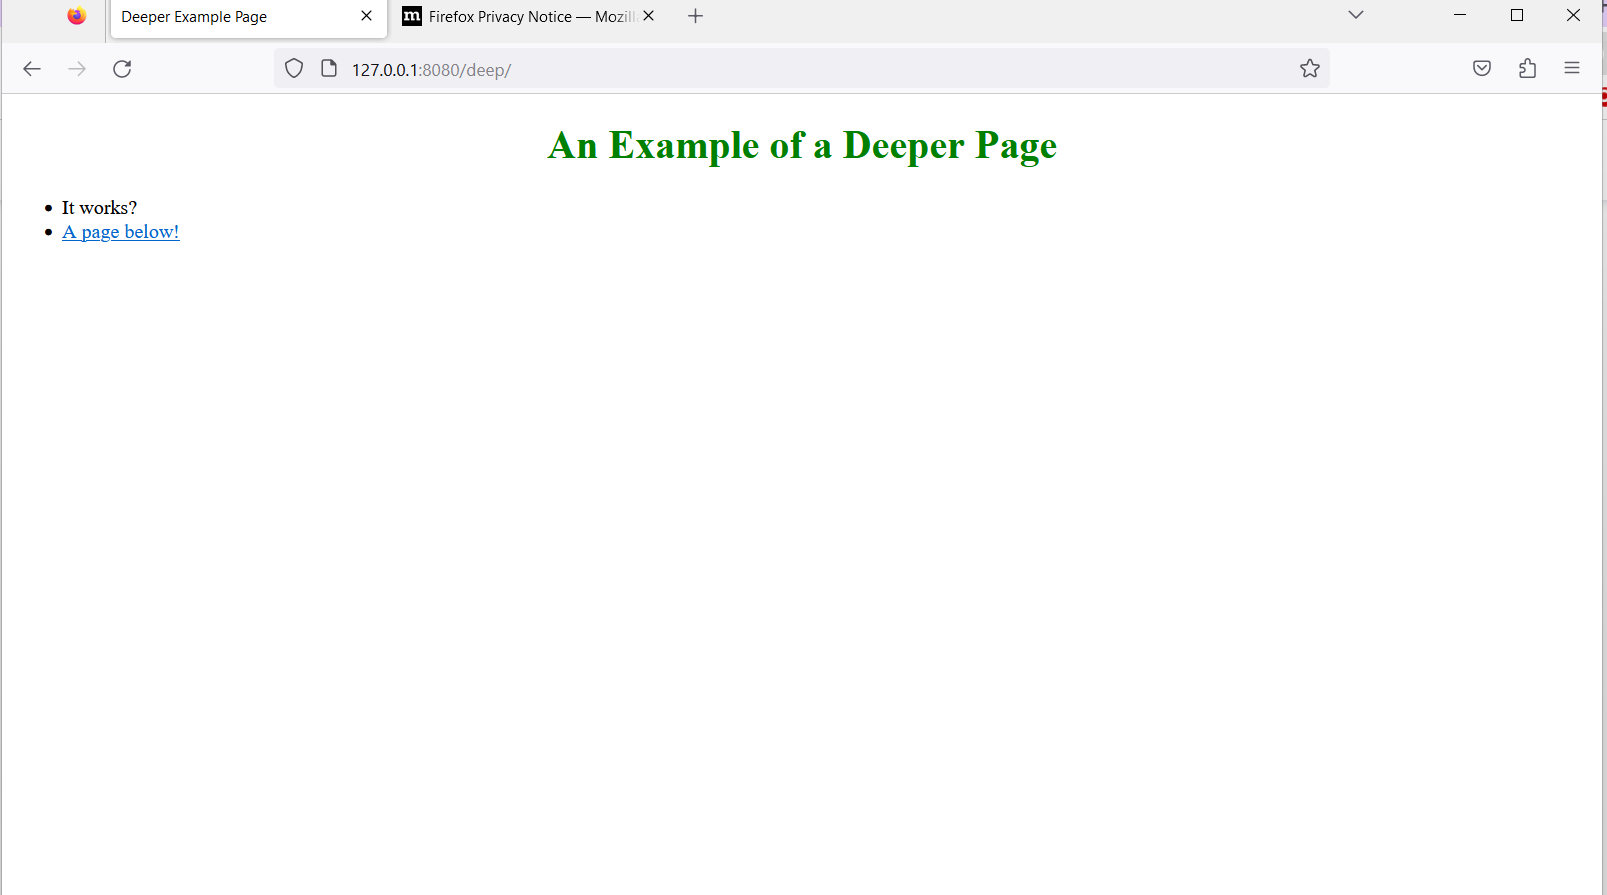 Deeper Example Page
m Firefox Privacy Notice — Mozill
127.0.0.1:8080/deep/
An Example of a Deeper Page
It works?
A page below!